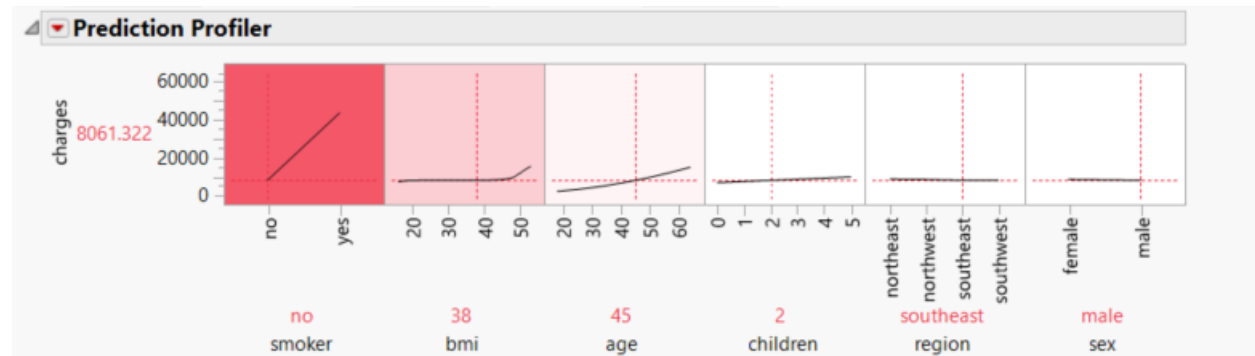 Prediction Profiler
charges
8061.322
60000
40000
20000
0
no
yes
20
30
40
50
20
30
40
50
60
0
1
2
3
4
5
northeast
northwest
southeast
southwest
female
male
no 38 45 2 southeast male
smoker bmi age children region sex